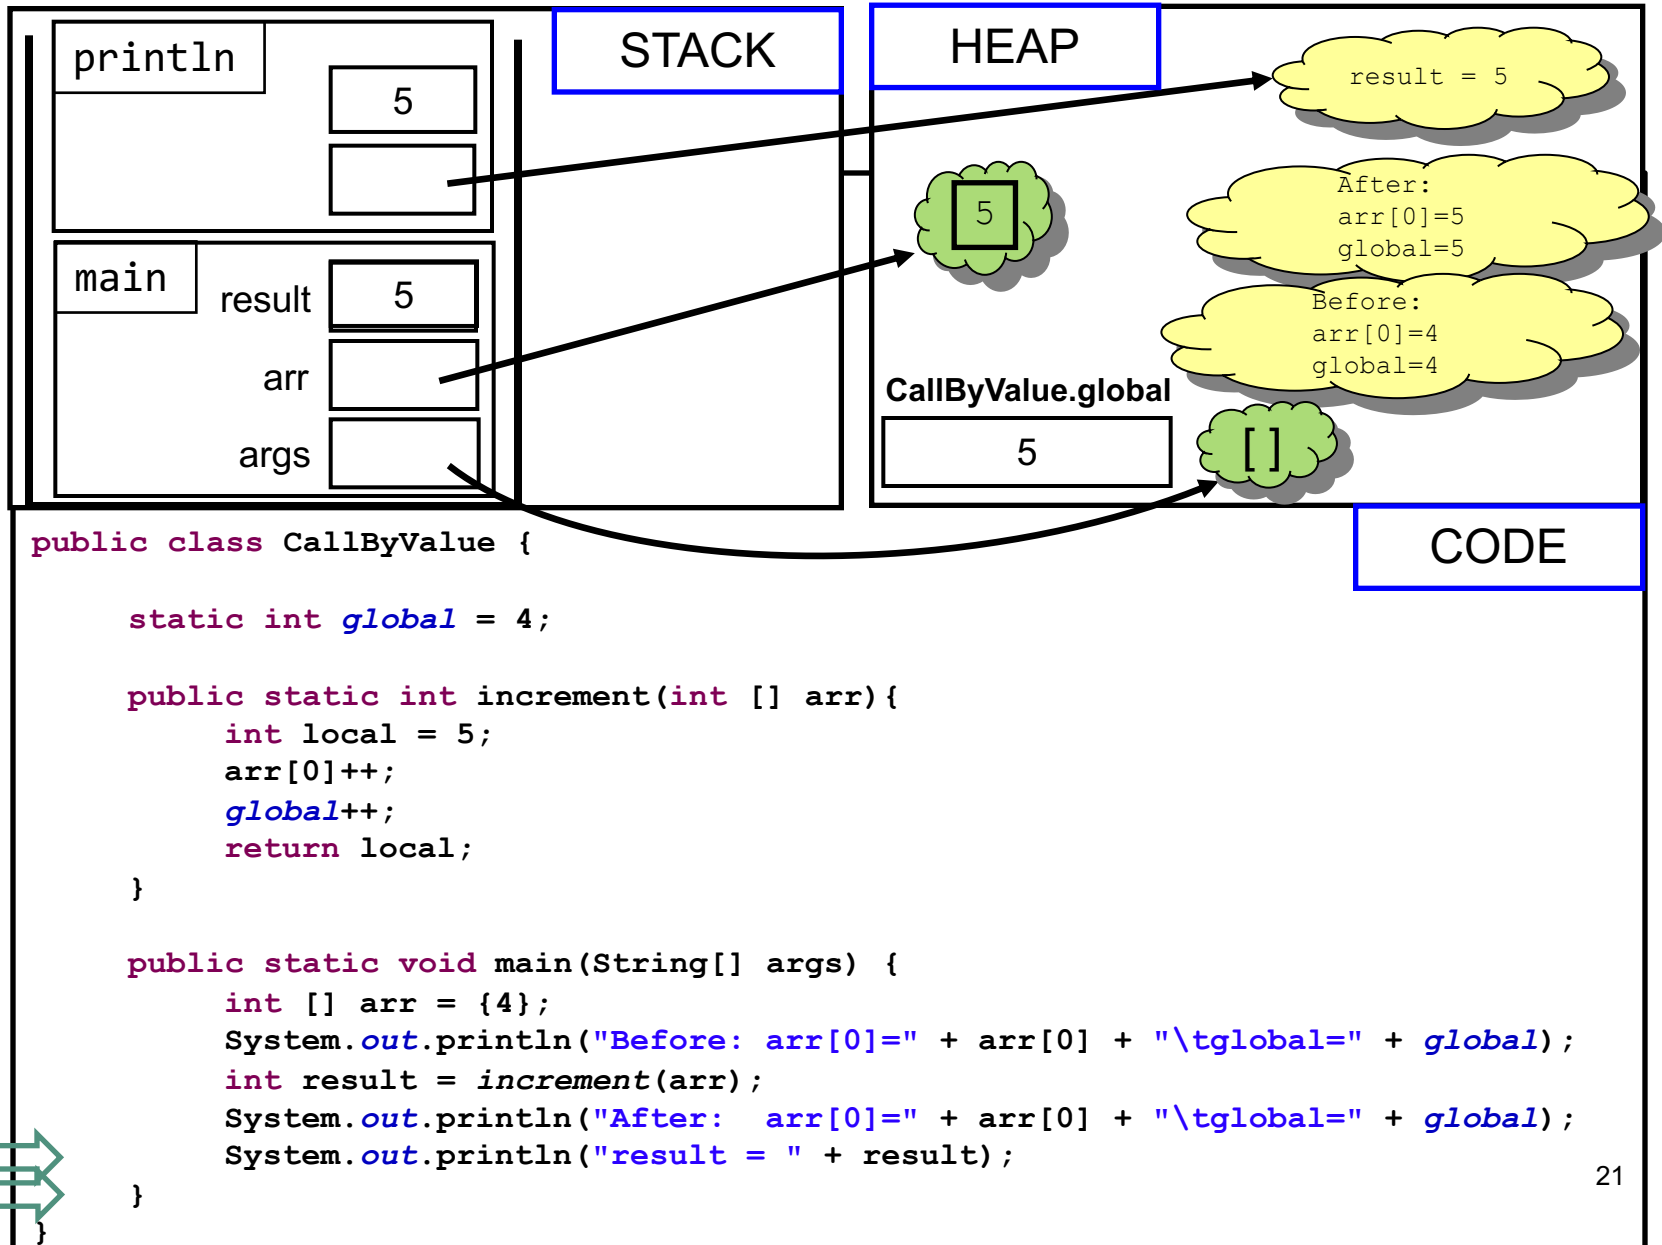 println
5
STACK
main
result
5
arr
args
HEAP
result = 5
5
After:
arr[0]=5
global=5
Before:
arr[0]=4
global=4
CallByValue.global
5
[]
CODE
public class CallByValue {
static int global = 4;
public static int increment(int [] arr){
int local = 5;
arr[0]++;
global++;
return local;
}
public static void main(String[] args) {
int [] arr = {4};
System.out.println("Before: arr[0]=" + arr[0] + "\tglobal=" + global);
int result = increment(arr);
System.out.println("After:  arr[0]=" + arr[0] + "\tglobal=" + global);
System.out.println("result = " + result);
}
}
21